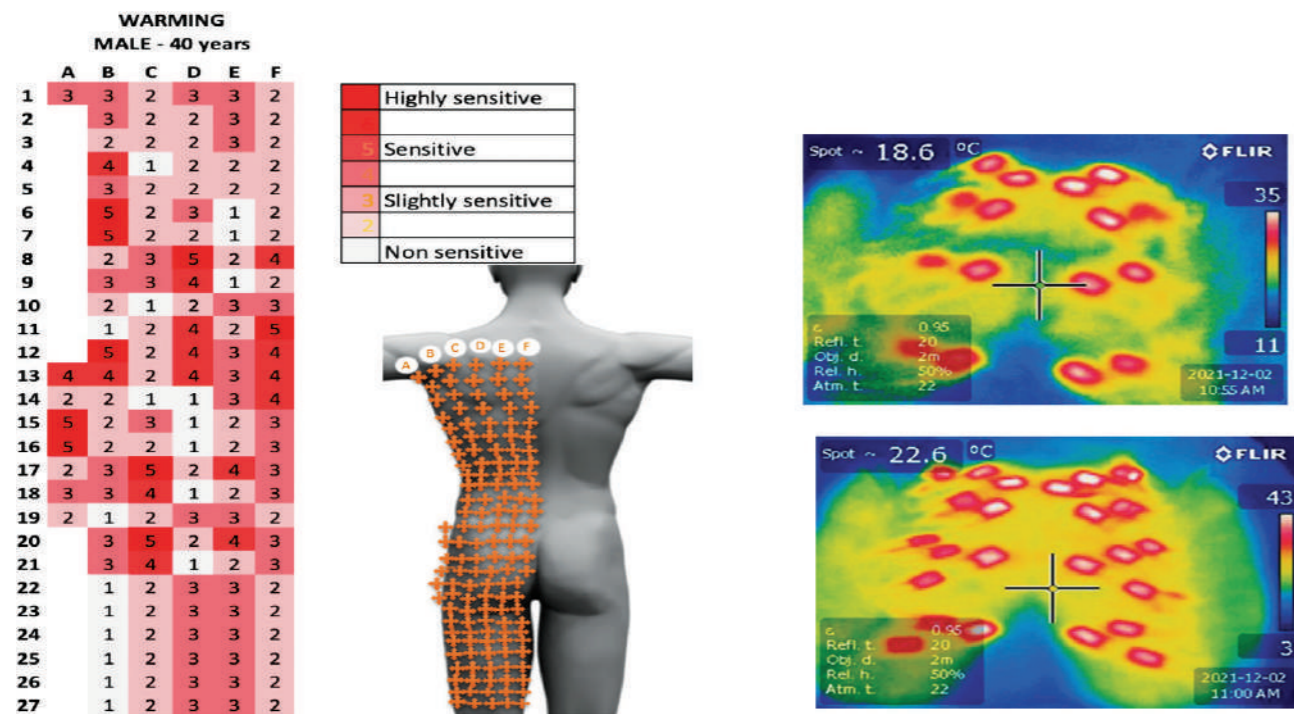 WARMING
MALE - 40 years
A B C D E F
1 3 3 2 3 3 2
2 3 2 2 3 2
3 2 2 2 3 2
4 4 1 2 2 2
5 3 2 2 2 2
6 5 2 3 1 2
7 5 2 2 1 2
8 2 3 5 2 4
9 3 3 4 1 2
10 2 1 2 3 3
11 1 2 4 2 5
12 5 2 4 3 4
13 4 4 2 4 3 4
14 2 2 1 1 3 4
15 5 2 3 1 2 3
16 5 2 2 1 2 3
17 2 3 5 2 4 3
18 3 3 4 1 2 3
19 2 1 2 3 3 2
20 3 5 2 4 3
21 3 4 1 2 3
22 1 2 3 3 2
23 1 2 3 3 2
24 1 2 3 3 2
25 1 2 3 3 2
26 1 2 3 3 2
27 1 2 3 3 2
Highly sensitive
5 Sensitive
3 Slightly sensitive
2
Non sensitive
A B C D E F
Spot ~ 18.6 ºC
FLIR
35
ε 0.95
Refl. t. 20
Obj. d. 2m
Rel. h. 50%
Atm. t. 22
11
2021-12-02
10:55 AM
Spot ~ 22.6 ºC
FLIR
43
ε 0.95
Refl. t. 20
Obj. d. 2m
Rel. h. 50%
Atm. t. 22
3
2021-12-02
11:00 AM